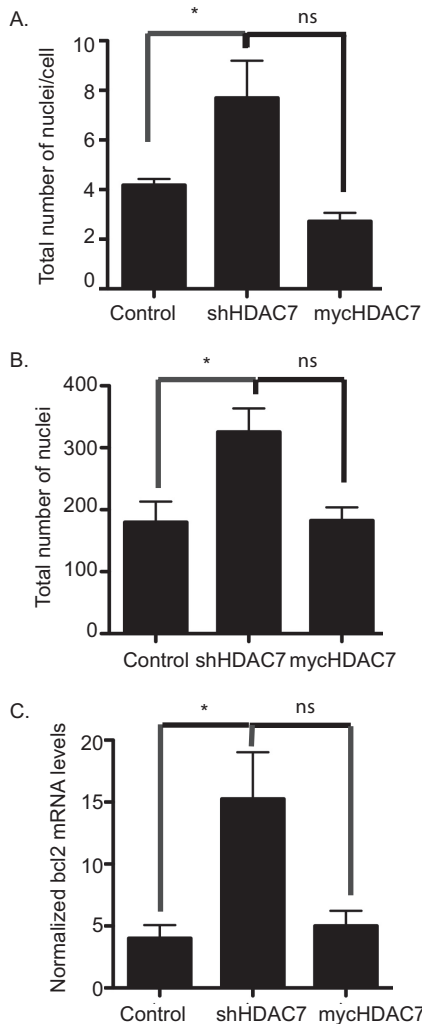 A.
* ns
Total number of nuclei/cell
10
8
6
4
2
0
Control shHDAC7 mycHDAC7
B.
* ns
Total number of nuclei
400
300
200
100
0
Control shHDAC7 mycHDAC7
C.
* ns
Normalized bcl2 mRNA levels
20
15
10
5
0
Control shHDAC7 mycHDAC7